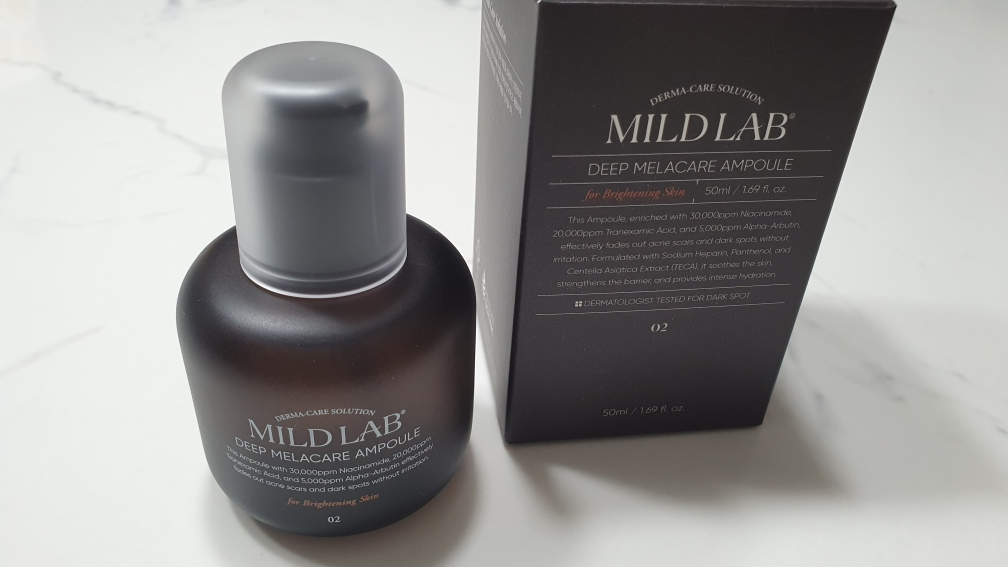 DERMA-CARE SOLUTION
MILD LAB®
DEEP MELACARE AMPOULE
This Ampoule with 30,000ppm Niacinamide, 20,000ppm
Tranexamic Acid, and 5,000ppm Alpha-Arbutin effectively
fades out acne scars and dark spots without irritation.
for Brightening Skin
02
DERMA-CARE SOLUTION
MILD LAB®
DEEP MELACARE AMPOULE
for Brightening Skin 50ml / 1.69 fl. oz.
This Ampoule, enriched with 30,000ppm Niacinamide,
20,000ppm Tranexamic Acid, and 5,000ppm Alpha-Arbutin,
effectively fades out acne scars and dark spots without
irritation. Formulated with Sodium Heparin, Panthenol, and
Centella Asiatica Extract (TECA), it soothes the skin,
strengthens the barrier, and provides intense hydration.
DERMATOLOGIST TESTED FOR DARK SPOT
02
50ml / 1.69 fl. oz.